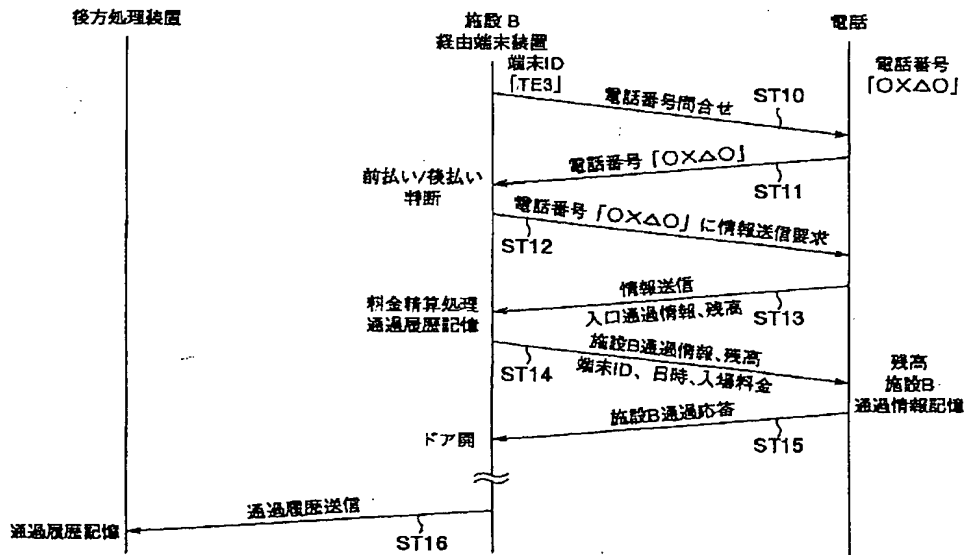 後方処理装置
施設B
経由端末装置
電話
端末ID
「TE3」
電話番号
「○×△○」
電話番号問合せ
ST10
電話番号「○×△○」
ST11
前払い/後払い
判断
電話番号「○×△○」に情報送信要求
ST12
情報送信
入口通過情報、残高
ST13
料金精算処理
通過履歴記憶
施設B通過情報、残高
端末ID、日時、入場料金
ST14
残高
施設B
通過情報記憶
施設B通過応答
ST15
ドア開
通過履歴送信
ST16
通過履歴記憶